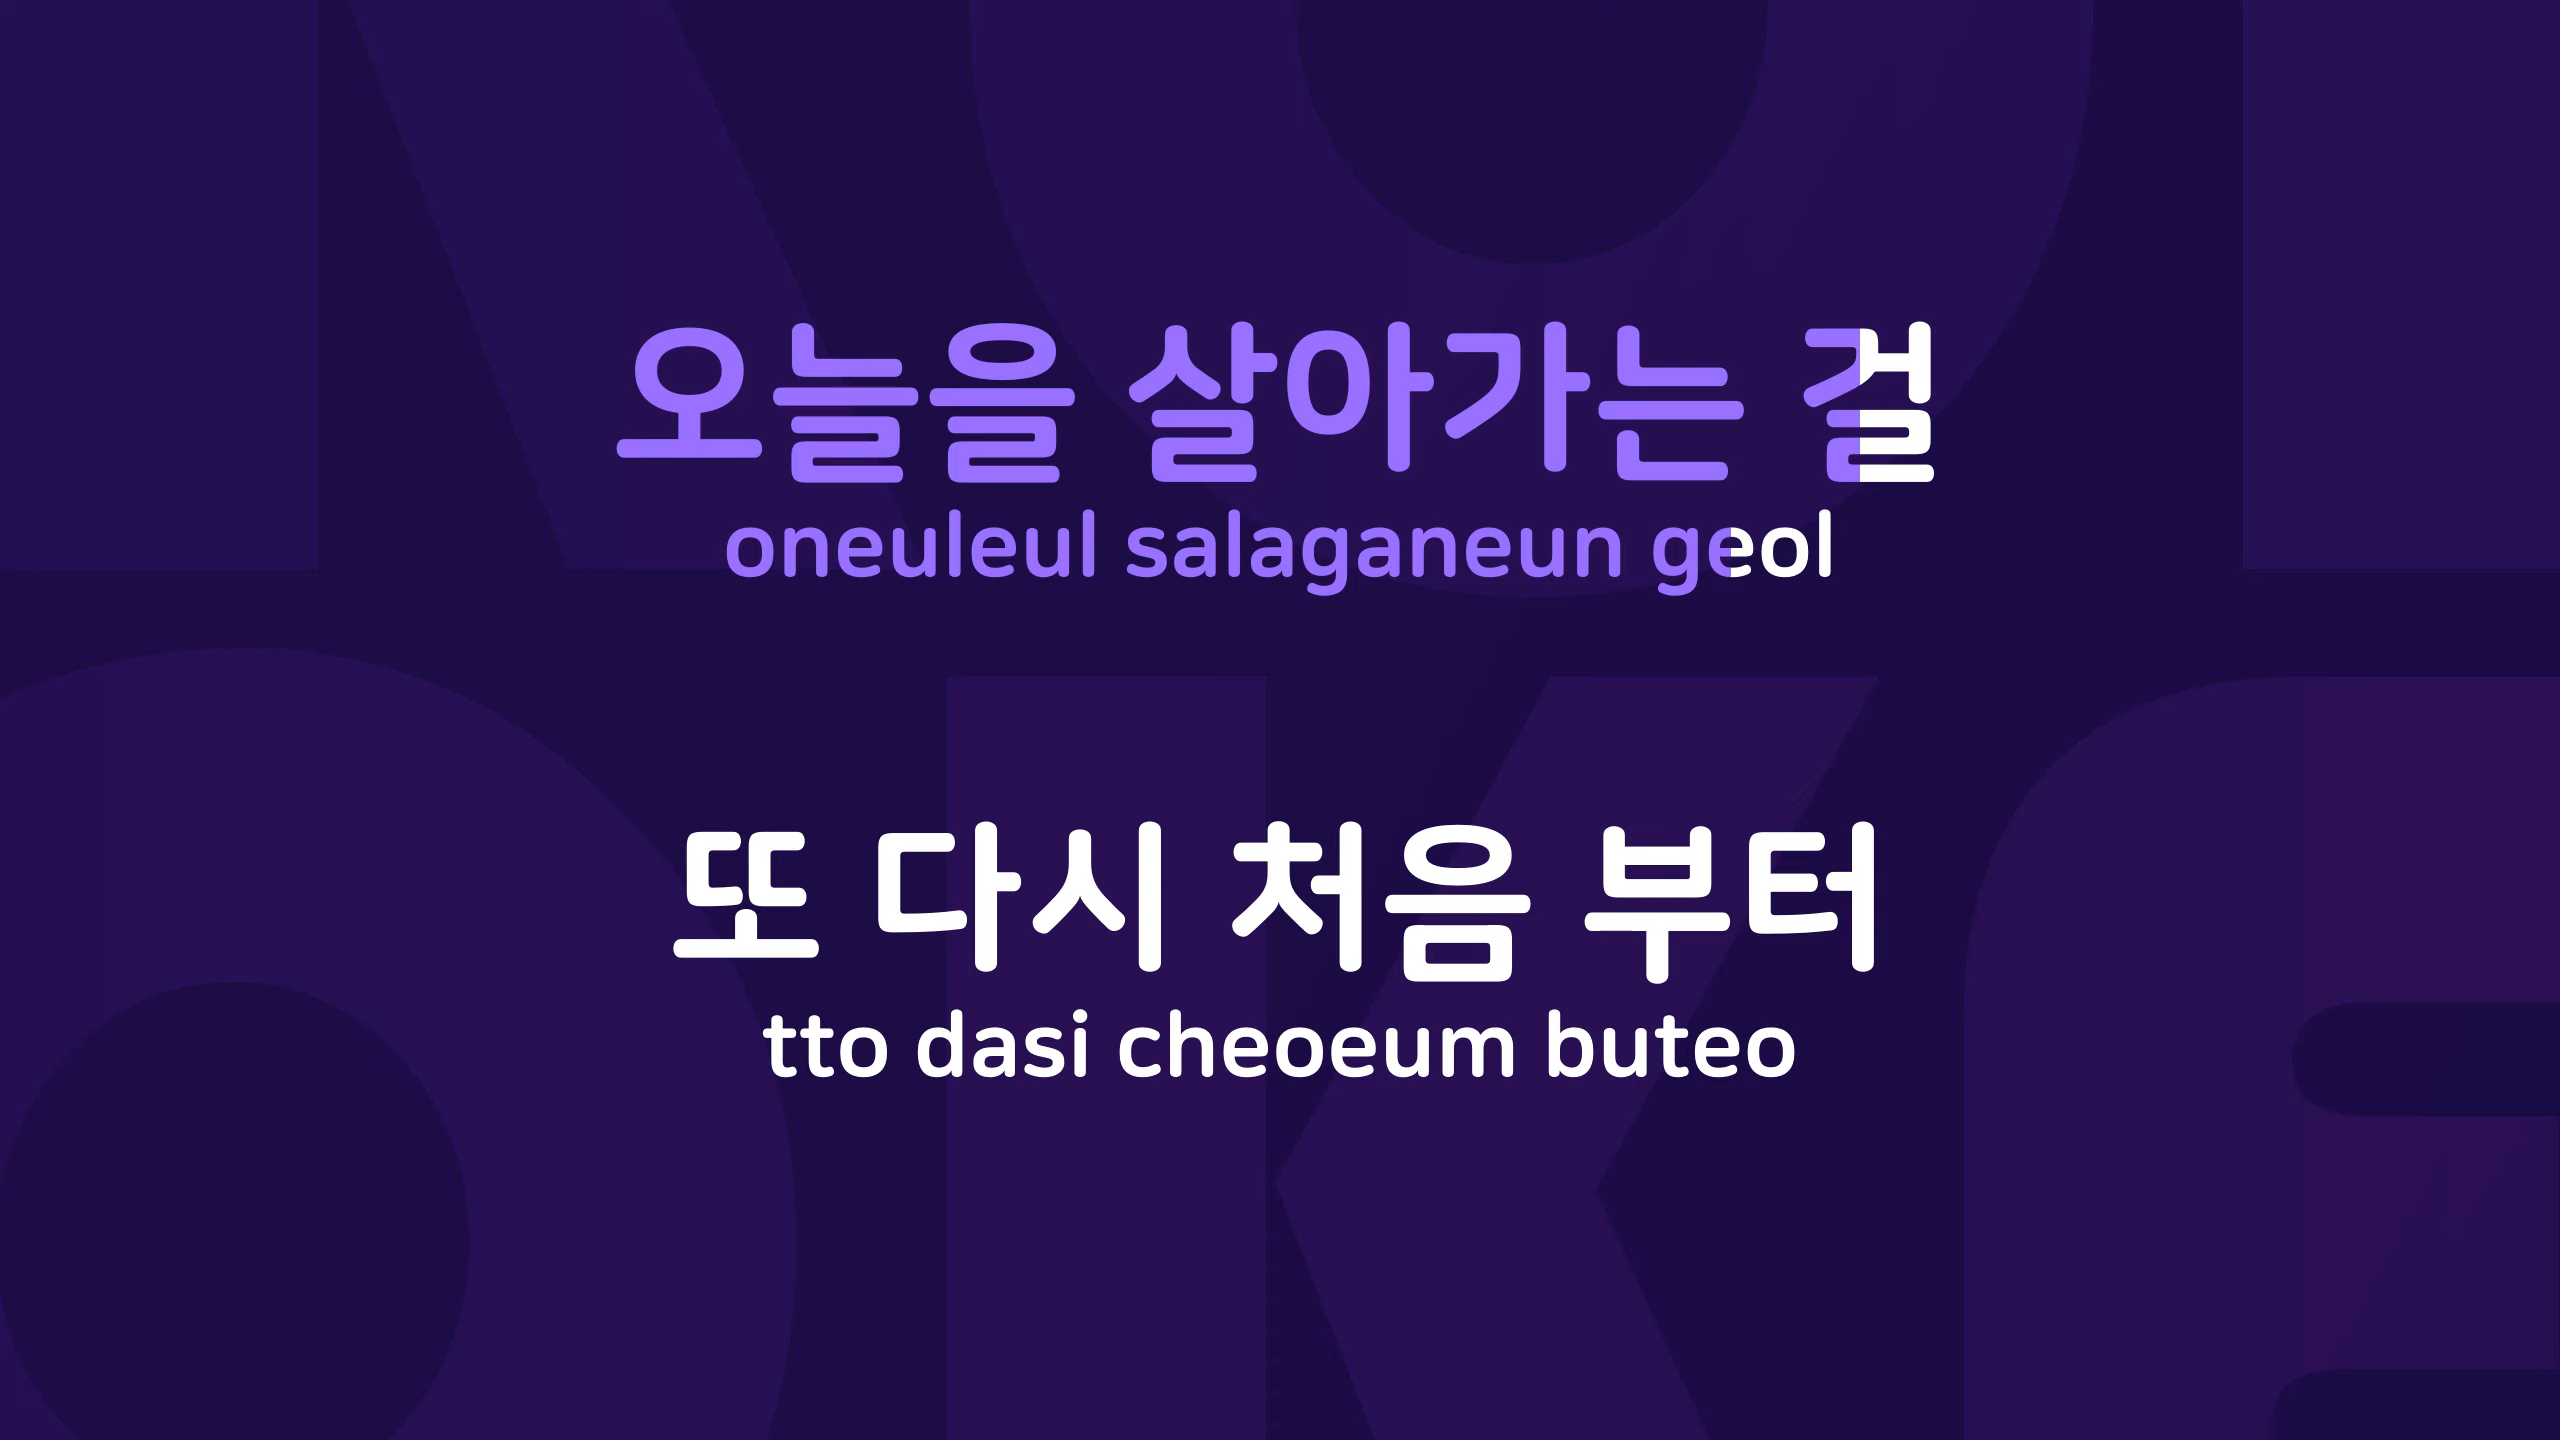 오늘을 살아가는 걸
oneuleul salaganeun geol
또 다시 처음 부터
tto dasi cheoeum buteo